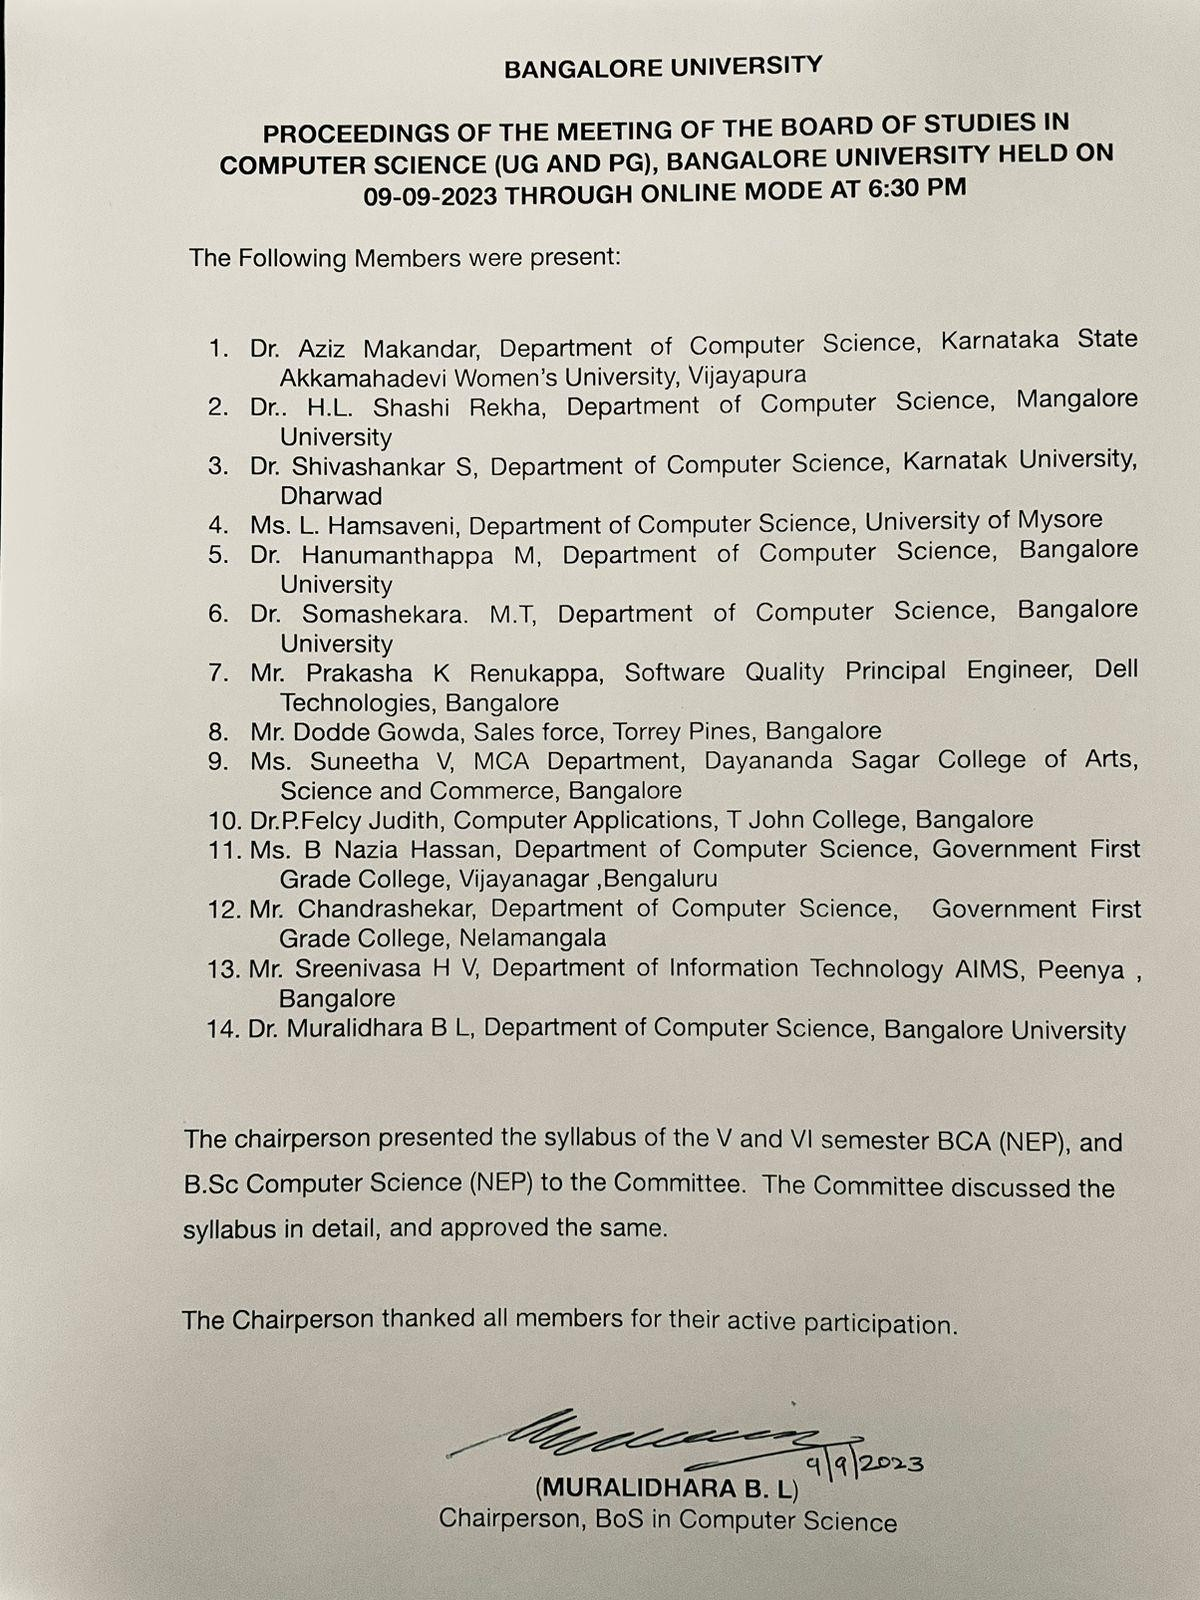 BANGALORE UNIVERSITY
PROCEEDINGS OF THE MEETING OF THE BOARD OF STUDIES IN
COMPUTER SCIENCE (UG AND PG), BANGALORE UNIVERSITY HELD ON
09-09-2023 THROUGH ONLINE MODE AT 6:30 PM
The Following Members were present:
1. Dr. Aziz Makandar, Department of Computer Science, Karnataka State
Akkamahadevi Women's University, Vijayapura
2. Dr.. H.L. Shashi Rekha, Department of Computer Science, Mangalore
University
3. Dr. Shivashankar S, Department of Computer Science, Karnatak University,
Dharwad
4. Ms. L. Hamsaveni, Department of Computer Science, University of Mysore
5. Dr. Hanumanthappa M, Department of Computer Science, Bangalore
University
6. Dr. Somashekara. M.T, Department of Computer Science, Bangalore
University
7. Mr. Prakasha K Renukappa, Software Quality Principal Engineer, Dell
Technologies, Bangalore
8. Mr. Dodde Gowda, Sales force, Torrey Pines, Bangalore
9. Ms. Suneetha V, MCA Department, Dayananda Sagar College of Arts,
Science and Commerce, Bangalore
10. Dr.P.Felcy Judith, Computer Applications, T John College, Bangalore
11. Ms. B Nazia Hassan, Department of Computer Science, Government First
Grade College, Vijayanagar ,Bengaluru
12. Mr. Chandrashekar, Department of Computer Science, Government First
Grade College, Nelamangala
13. Mr. Sreenivasa H V, Department of Information Technology AIMS, Peenya ,
Bangalore
14. Dr. Muralidhara B L, Department of Computer Science, Bangalore University
The chairperson presented the syllabus of the V and VI semester BCA (NEP), and
B.Sc Computer Science (NEP) to the Committee. The Committee discussed the
syllabus in detail, and approved the same.
The Chairperson thanked all members for their active participation.
9/9/2023
(MURALIDHARA B. L)
Chairperson, BoS in Computer Science